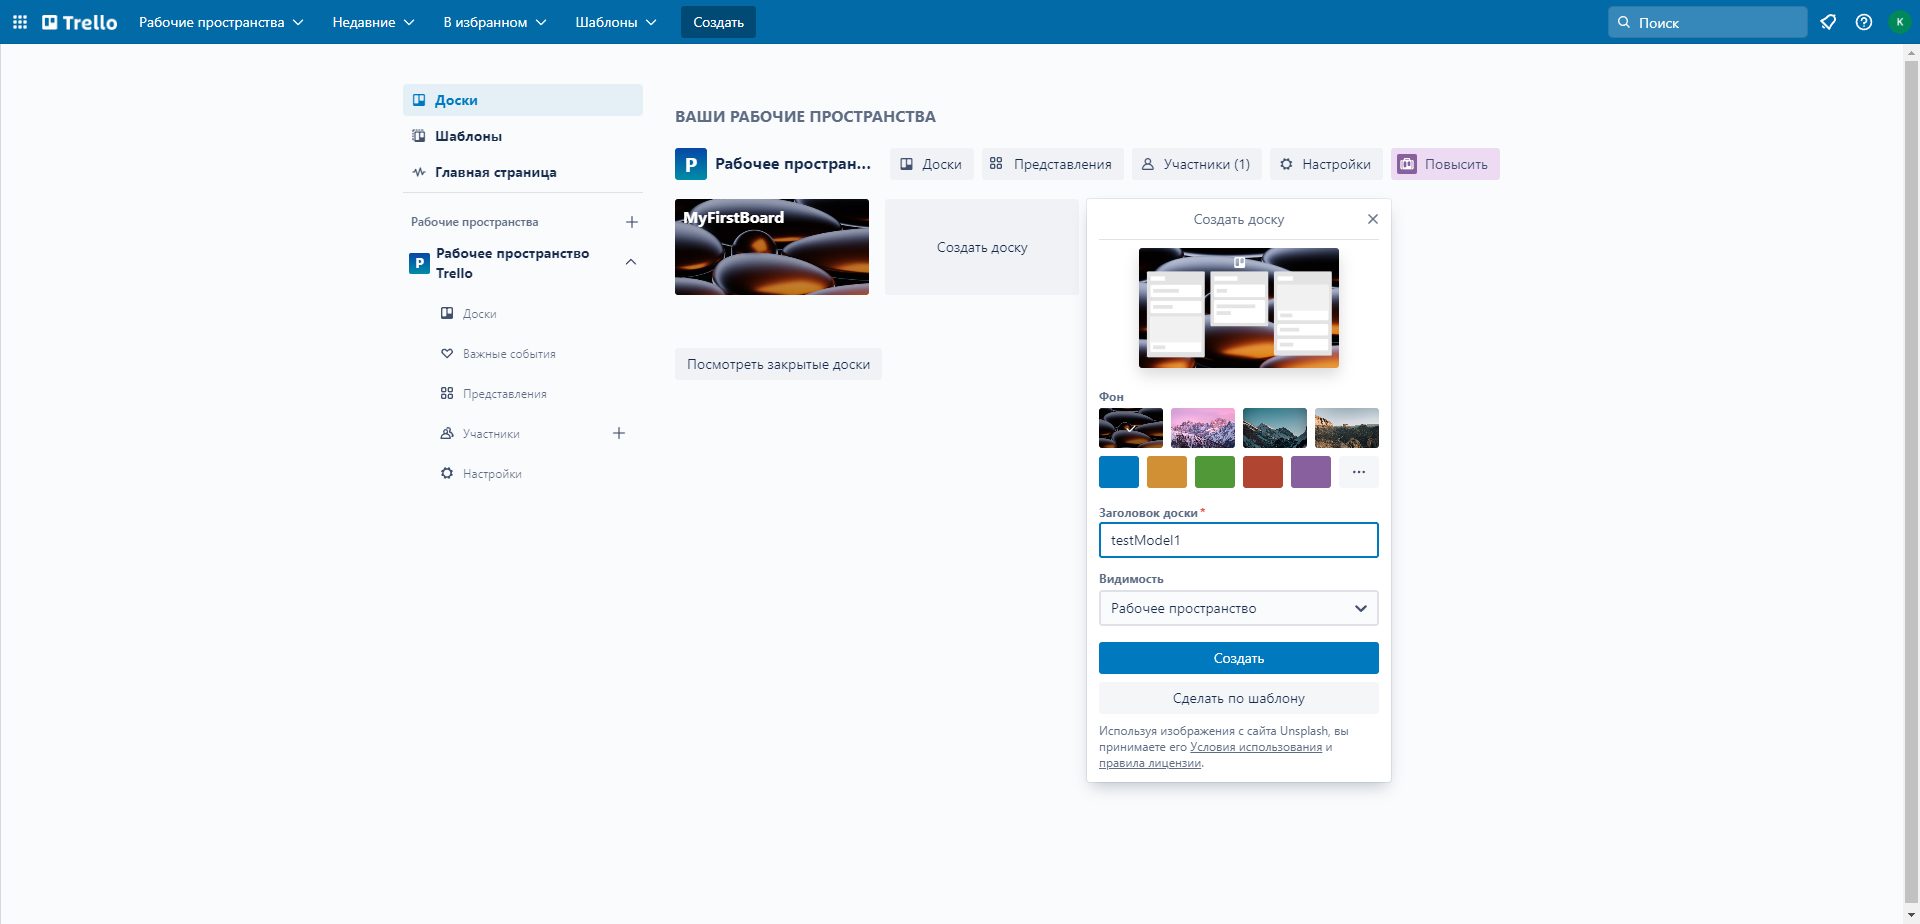 Trello
Рабочие пространства
Недавние
В избранном
Шаблоны
Создать
Поиск
K
Доски
Шаблоны
Главная страница
Рабочие пространства
P
Рабочее пространство
Trello
Доски
Важные события
Представления
Участники
Настройки
ВАШИ РАБОЧИЕ ПРОСТРАНСТВА
P
Рабочее простран...
Доски
Представления
Участники (1)
Настройки
Повысить
MyFirstBoard
Создать доску
Посмотреть закрытые доски
Создать доску
Фон
Заголовок доски *
testModel1
Видимость
Рабочее пространство
Создать
Сделать по шаблону
Используя изображения с сайта Unsplash, вы
принимаете его Условия использования и
правила лицензии.